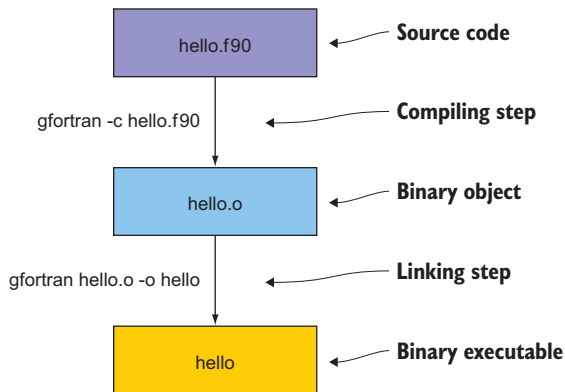 hello.f90
Source code
gfortran -c hello.f90
Compiling step
hello.o
Binary object
gfortran hello.o -o hello
Linking step
hello
Binary executable